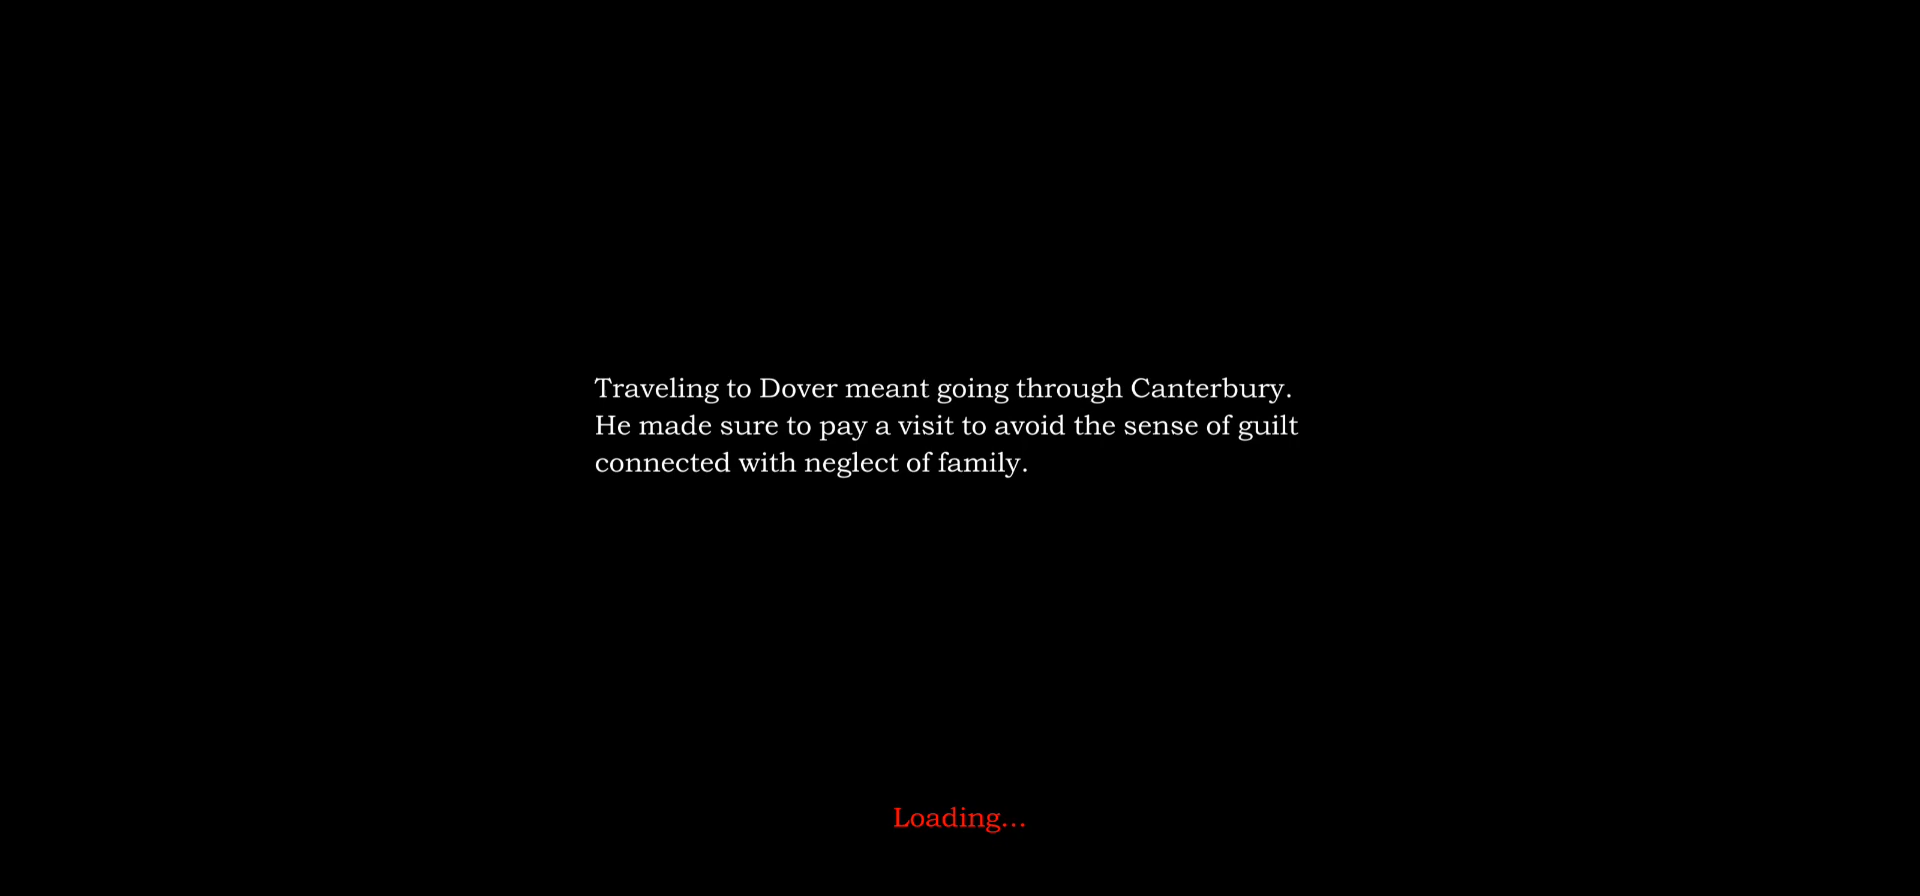 Traveling to Dover meant going through Canterbury.
He made sure to pay a visit to avoid the sense of guilt
connected with neglect of family.
Loading...